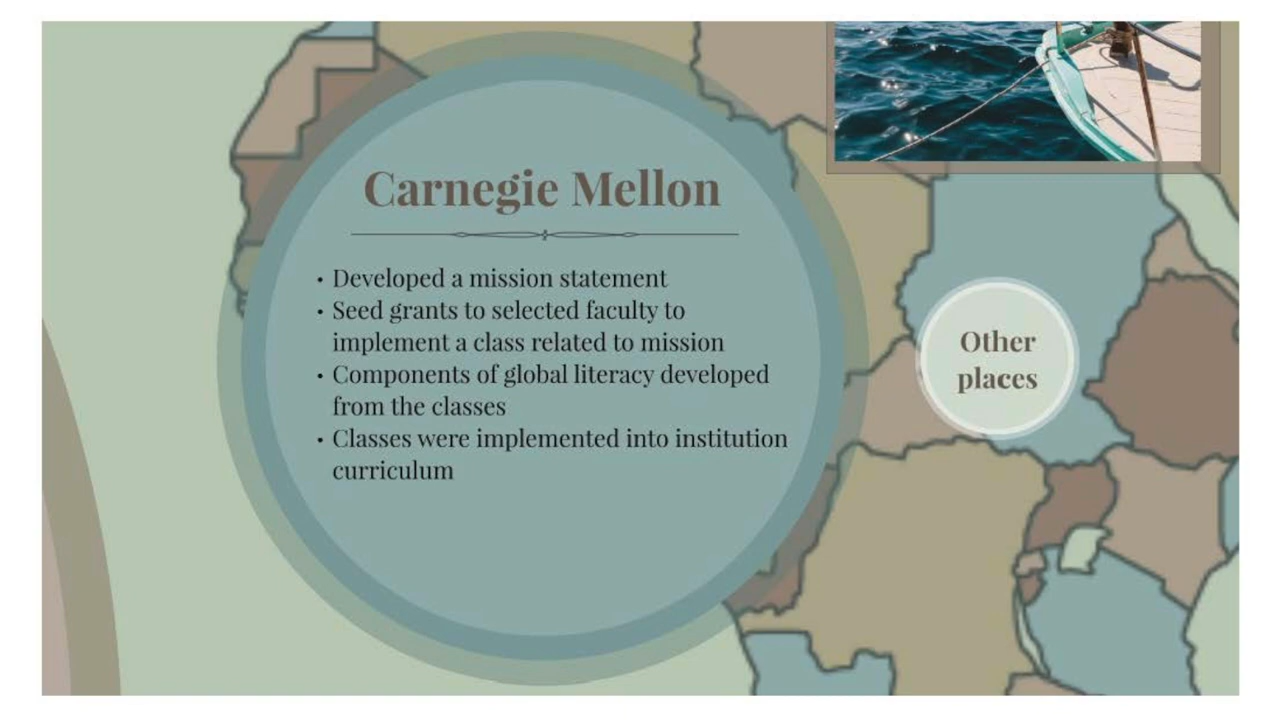 Carnegie Mellon
• Developed a mission statement
• Seed grants to selected faculty to
implement a class related to mission
• Components of global literacy developed
from the classes
• Classes were implemented into institution
curriculum
Other
places